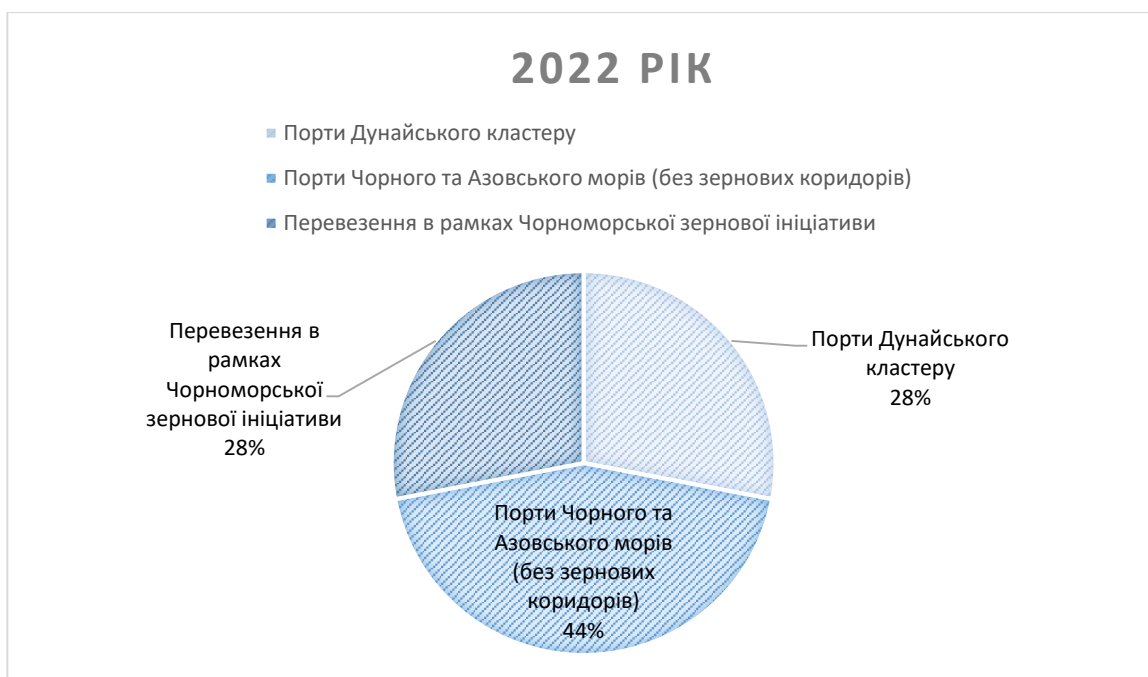 2022 РІК
Порти Дунайського кластеру
Порти Чорного та Азовського морів (без зернових коридорів)
Перевезення в рамках Чорноморської зернової ініціативи
Перевезення в
рамках
Чорноморської
зернової ініціативи
28%
Порти Дунайського
кластеру
28%
Порти Чорного та
Азовського морів
(без зернових
коридорів)
44%